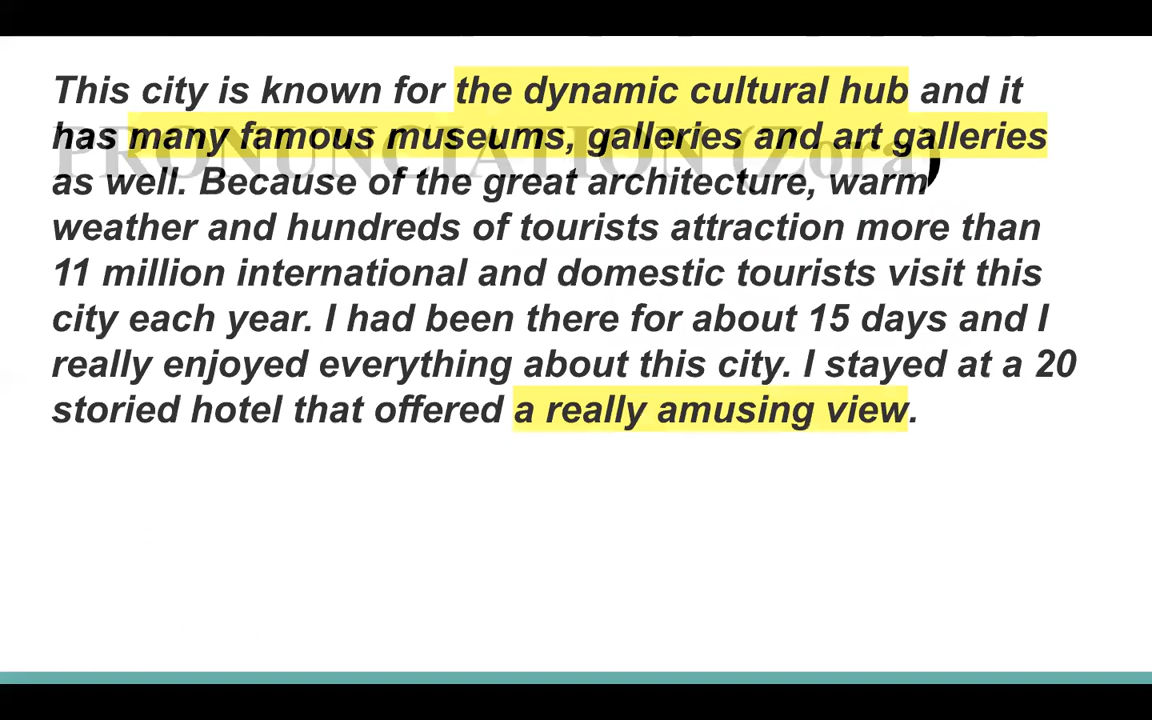 This city is known for the dynamic cultural hub and it
has many famous museums, galleries and art galleries
PRONUNCIATION (Zora)
as well. Because of the great architecture, warm
weather and hundreds of tourists attraction more than
11 million international and domestic tourists visit this
city each year. I had been there for about 15 days and I
really enjoyed everything about this city. I stayed at a 20
storied hotel that offered a really amusing view.